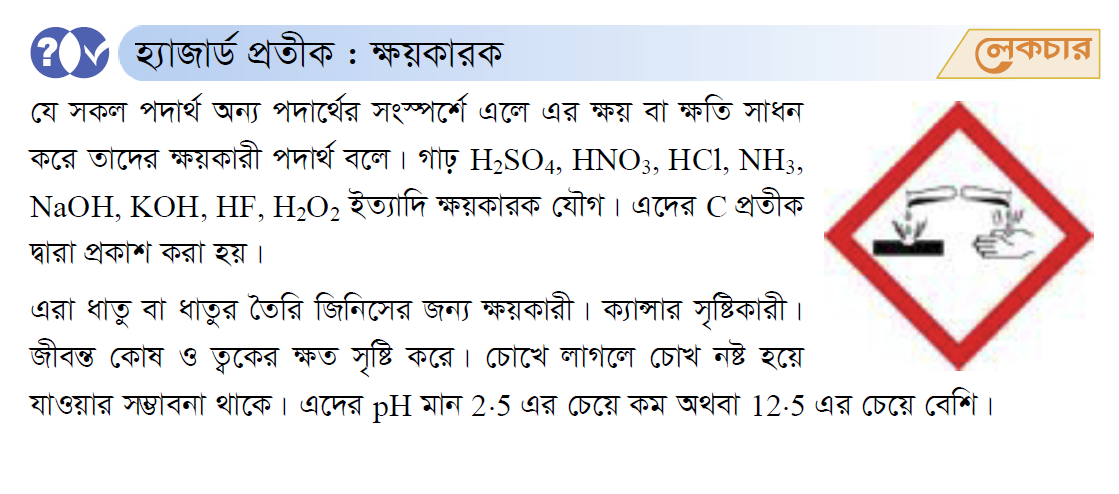 হ্যাজার্ড প্রতীক : ক্ষয়কারক
লেকচার
যে সকল পদার্থ অন্য পদার্থের সংস্পর্শে এলে এর ক্ষয় বা ক্ষতি সাধন
করে তাদের ক্ষয়কারী পদার্থ বলে। গাঢ় H₂SO₄, HNO₃, HCl, NH₃,
NaOH, KOH, HF, H₂O₂ ইত্যাদি ক্ষয়কারক যৌগ। এদের C প্রতীক
দ্বারা প্রকাশ করা হয়।
এরা ধাতু বা ধাতুর তৈরি জিনিসের জন্য ক্ষয়কারী। ক্যান্সার সৃষ্টিকারী।
জীবন্ত কোষ ও ত্বকের ক্ষত সৃষ্টি করে। চোখে লাগলে চোখ নষ্ট হয়ে
যাওয়ার সম্ভাবনা থাকে। এদের pH মান 2·5 এর চেয়ে কম অথবা 12·5 এর চেয়ে বেশি।